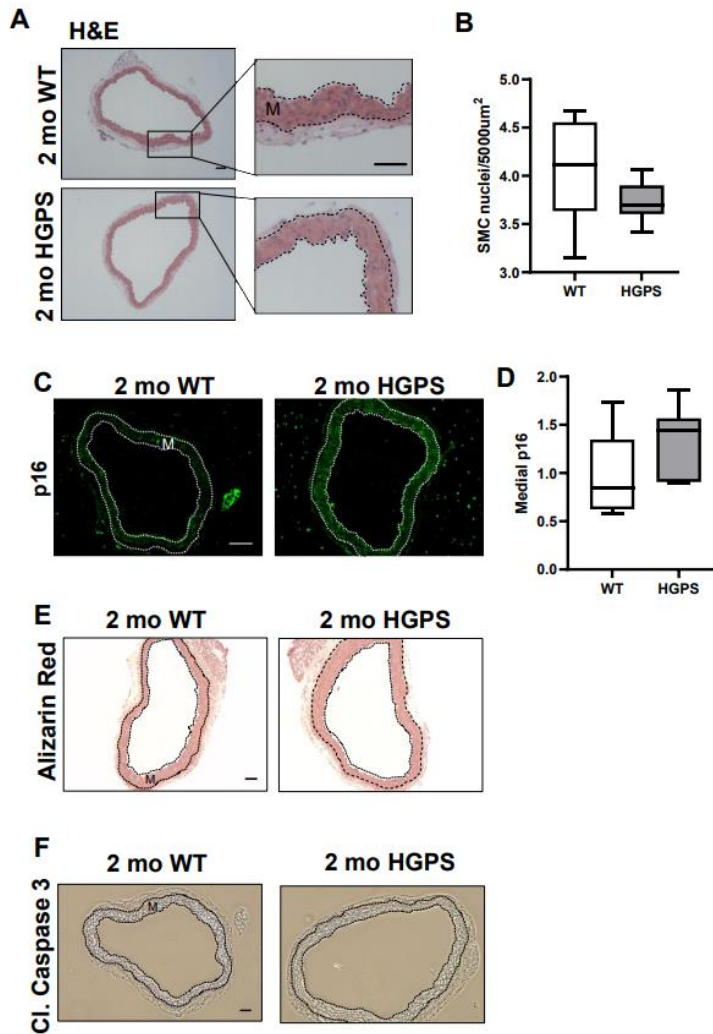 A
H&E
2 mo WT
M
2 mo HGPS
B
SMC nuclei/5000um²
5.0
4.5
4.0
3.5
3.0
WT
HGPS
C
2 mo WT
2 mo HGPS
p16
M
D
Medial p16
2.0
1.5
1.0
0.5
0.0
WT
HGPS
E
2 mo WT
2 mo HGPS
Alizarin Red
M
F
2 mo WT
2 mo HGPS
Cl. Caspase 3
M